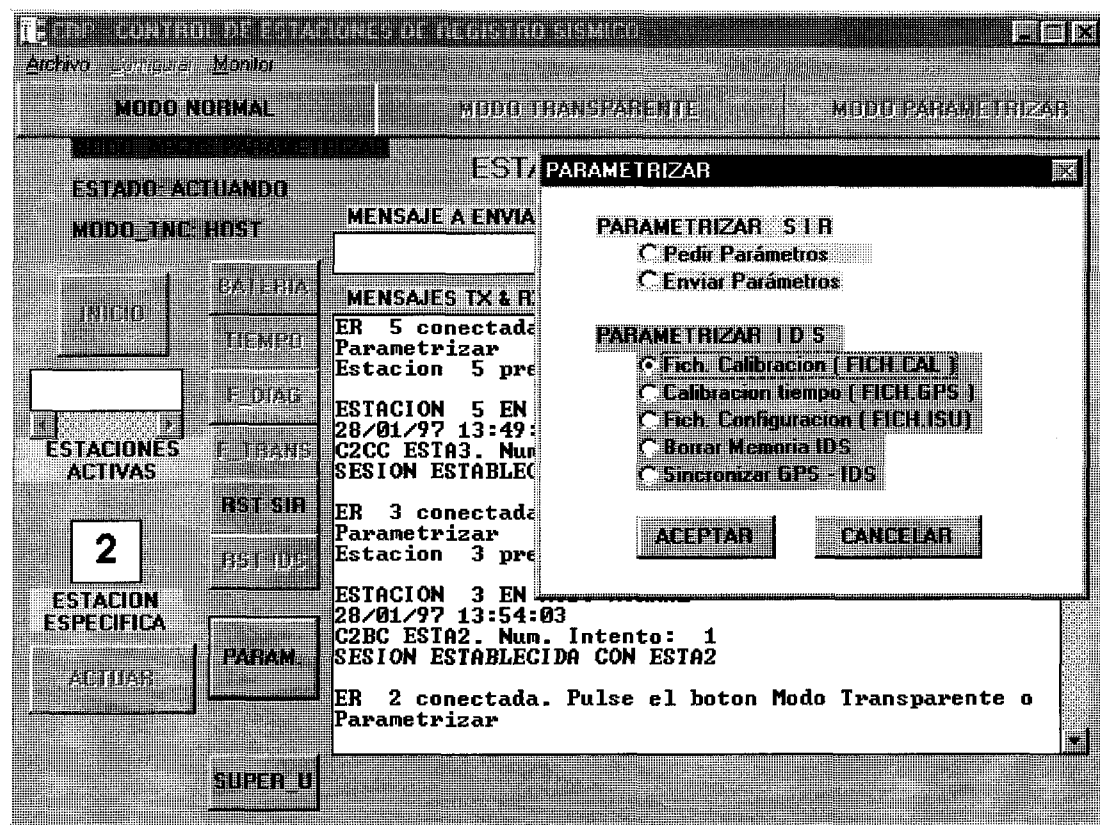 CRP - CONTROL DE ESTACIONES DE REGISTRO SISMICO
Archivo Configurar Monitor
MODO NORMAL MODO TRANSPARENTE MODO PARAMETRIZAR
PARAMETRIZAR
ESTADO: ACTUANDO
MODO_TNC: HOST
INICIO
ESTACIONES
ACTIVAS
2
ESTACION
ESPECIFICA
ACTUAR
BATERIA
TIEMPO
F_DIAG
F_TRANS
RST SIR
RST IDS
PARAM.
SUPER_U
ESTA
MENSAJE A ENVIA
MENSAJES TX & R
ER 5 conectada
Parametrizar
Estacion 5 pre
ESTACION 5 EN
28/01/97 13:49:
C2CC ESTA3. Num
SESION ESTABLEC
ER 3 conectada
Parametrizar
Estacion 3 pre
ESTACION 3 EN
28/01/97 13:54:03
C2BC ESTA2. Num. Intento: 1
SESION ESTABLECIDA CON ESTA2
ER 2 conectada. Pulse el boton Modo Transparente o
Parametrizar
PARAMETRIZAR
PARAMETRIZAR S I R
Pedir Parámetros
Enviar Parámetros
PARAMETRIZAR I D S
Fich. Calibracion ( FICH.CAL )
Calibracion tiempo ( FICH.GPS )
Fich. Configuracion ( FICH.ISU)
Borrar Memoria IDS
Sincronizar GPS - IDS
ACEPTAR CANCELAR